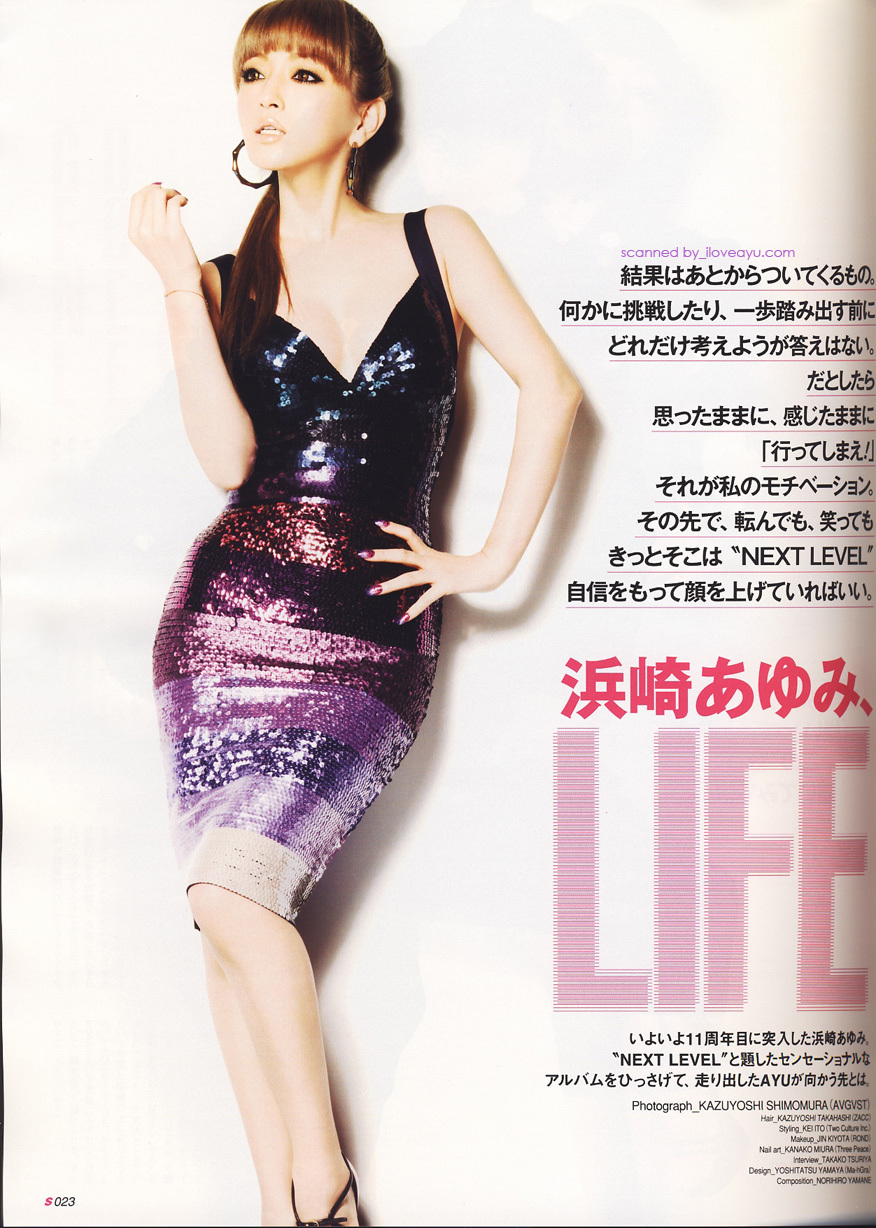 scanned by_iloveayu.com
結果はあとからついてくるもの。
何かに挑戦したり、一歩踏み出す前に
どれだけ考えようが答えはない。
だとしたら
思ったままに、感じたままに
「行ってしまえ!」
それが私のモチベーション。
その先で、転んでも、笑っても
きっとそこは〝NEXT LEVEL〟
自信をもって顔を上げていればいい。
浜崎あゆみ、
LIFE
いよいよ11周年目に突入した浜崎あゆみ。
〝NEXT LEVEL〟と題したセンセーショナルな
アルバムをひっさげて、走り出したAYUが向かう先とは。
Photograph_KAZUYOSHI SHIMOMURA (AVGVST)
Hair_KAZUYOSHI TAKAHASHI (ZACC)
Styling_KEI ITO (Two Culture Inc.)
Makeup_JIN KIYOTA (ROND)
Nail art_KANAKO MIURA (Three Peace)
Interview_TAKAKO TSURIYA
Design_YOSHITATSU YAMAYA (Ma-hGra)
Composition_NORIHIRO YAMANE
S 023